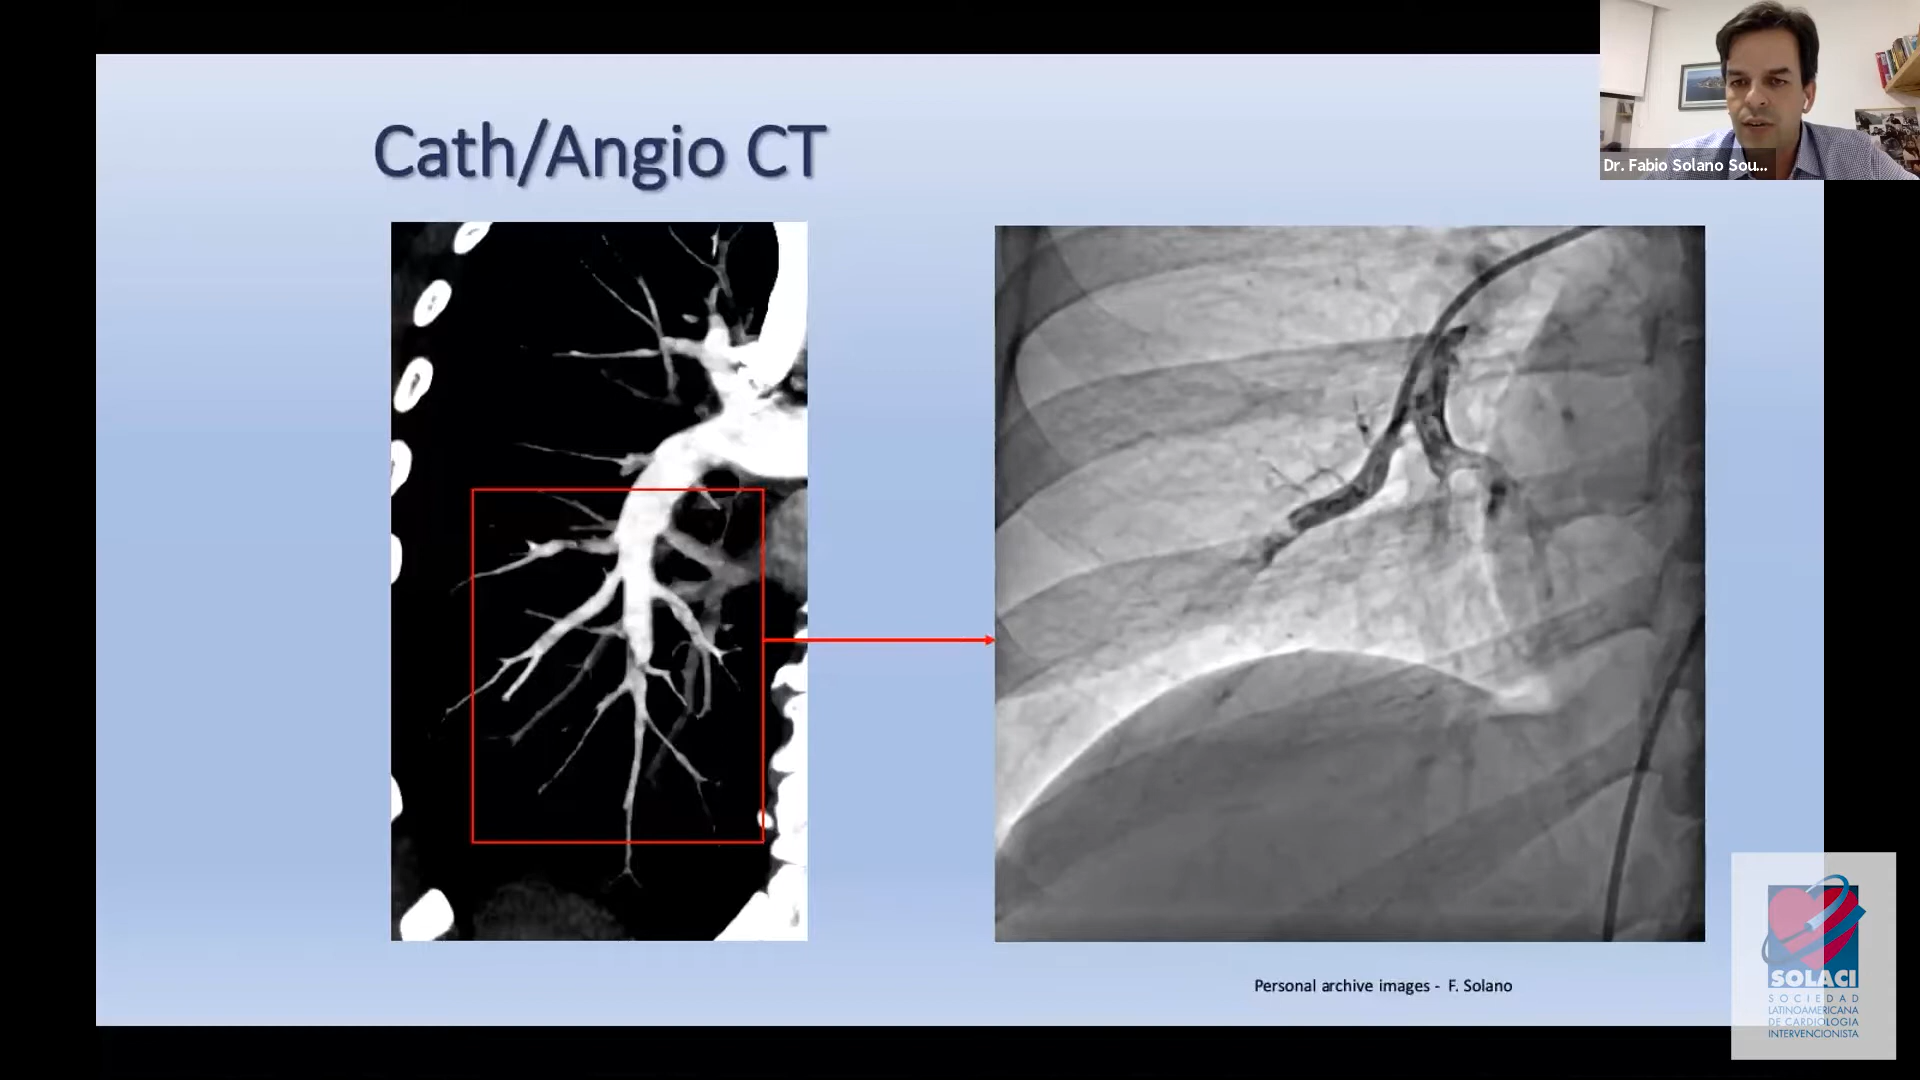 Cath/Angio CT
Dr. Fabio Solano Sou...
Personal archive images - F. Solano
SOLACI
SOCIEDAD
LATINOAMERICANA
DE CARDIOLOGIA
INTERVENCIONISTA